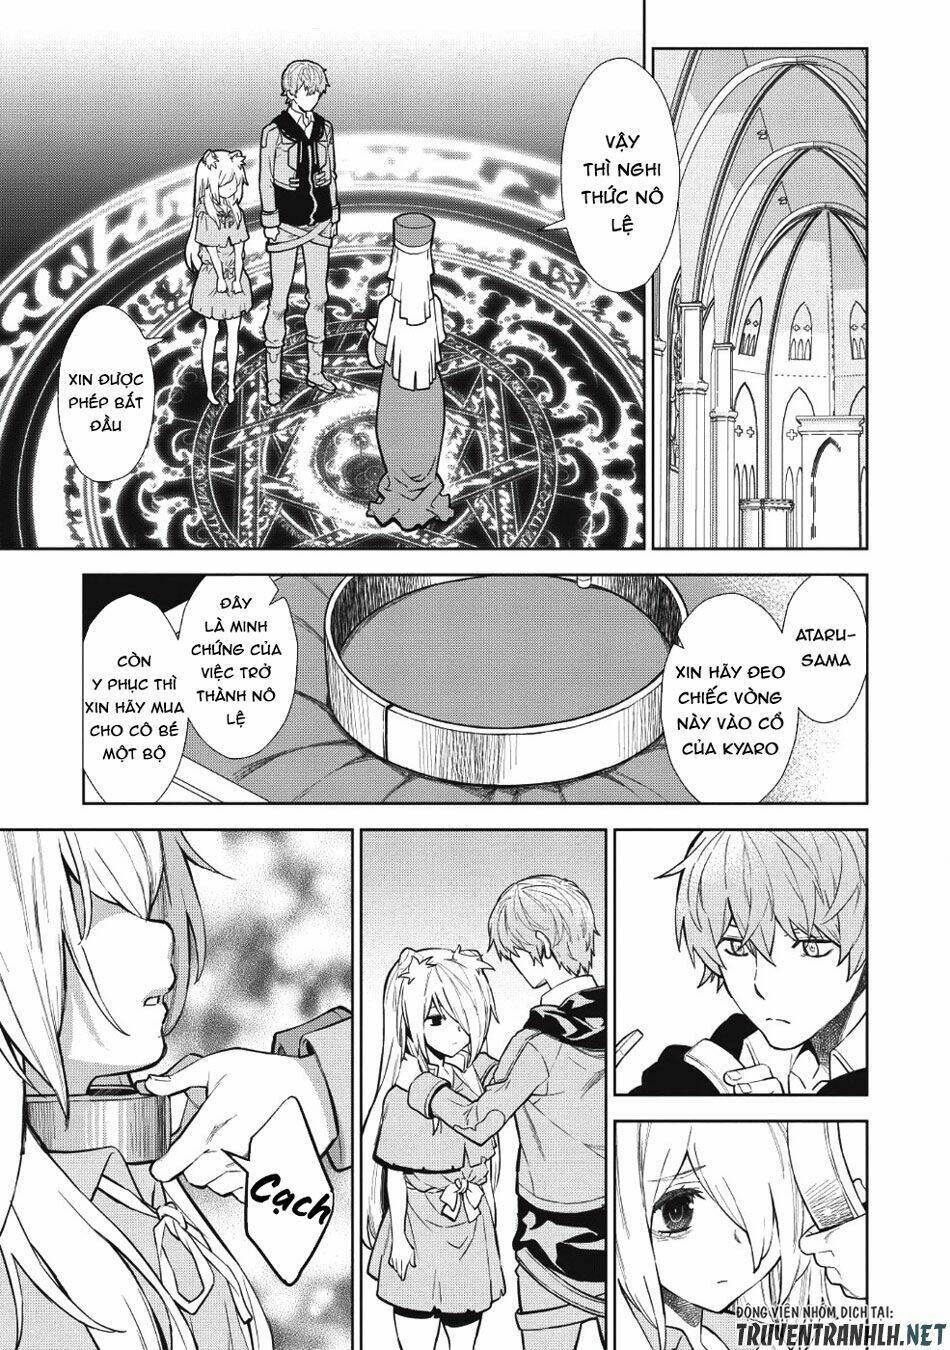 VẬY
THÌ NGHI
THỨC NÔ
LỆ
XIN ĐƯỢC
PHÉP BẮT
ĐẦU
ATARU-
SAMA
XIN HÃY ĐEO
CHIẾC VÒNG
NÀY VÀO CỔ
CỦA KYARO
ĐÂY
LÀ MINH
CHỨNG CỦA
VIỆC TRỞ
THÀNH NÔ
LỆ
CÒN
Y PHỤC THÌ
XIN HÃY MUA
CHO CÔ BÉ
MỘT BỘ
Cạch
ĐỘNG VIÊN NHÓM DỊCH TẠI:
TRUYENTRANHLH.NET